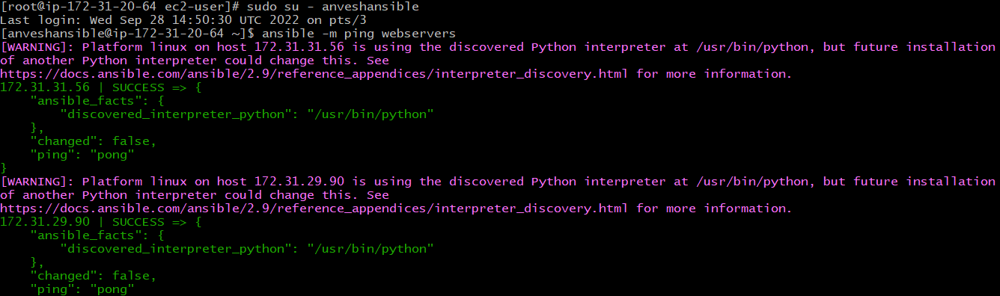 [root@ip-172-31-20-64 ec2-user]# sudo su - anveshansible
Last login: Wed Sep 28 14:50:30 UTC 2022 on pts/3
[anveshansible@ip-172-31-20-64 ~]$ ansible -m ping webservers
[WARNING]: Platform linux on host 172.31.31.56 is using the discovered Python interpreter at /usr/bin/python, but future installation
of another Python interpreter could change this. See
https://docs.ansible.com/ansible/2.9/reference_appendices/interpreter_discovery.html for more information.
172.31.31.56 | SUCCESS => {
    "ansible_facts": {
        "discovered_interpreter_python": "/usr/bin/python"
    },
    "changed": false,
    "ping": "pong"
}
[WARNING]: Platform linux on host 172.31.29.90 is using the discovered Python interpreter at /usr/bin/python, but future installation
of another Python interpreter could change this. See
https://docs.ansible.com/ansible/2.9/reference_appendices/interpreter_discovery.html for more information.
172.31.29.90 | SUCCESS => {
    "ansible_facts": {
        "discovered_interpreter_python": "/usr/bin/python"
    },
    "changed": false,
    "ping": "pong"